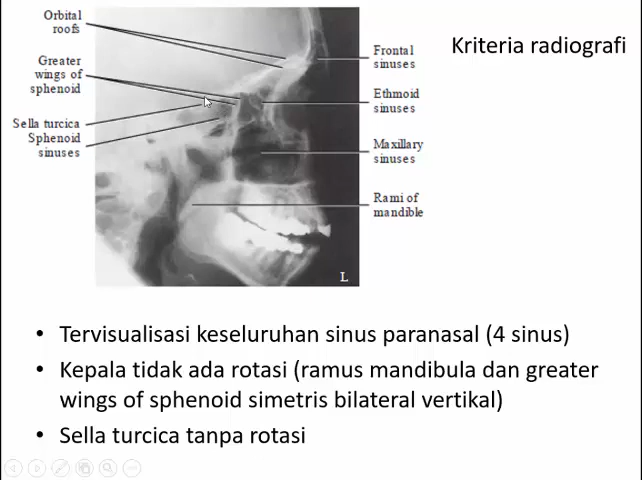 Orbital
roofs
Greater
wings of
sphenoid
Sella turcica
Sphenoid
sinuses
Frontal
sinuses
Ethmoid
sinuses
Maxillary
sinuses
Rami of
mandible
L
Kriteria radiografi
• Tervisualisasi keseluruhan sinus paranasal (4 sinus)
• Kepala tidak ada rotasi (ramus mandibula dan greater
wings of sphenoid simetris bilateral vertikal)
• Sella turcica tanpa rotasi